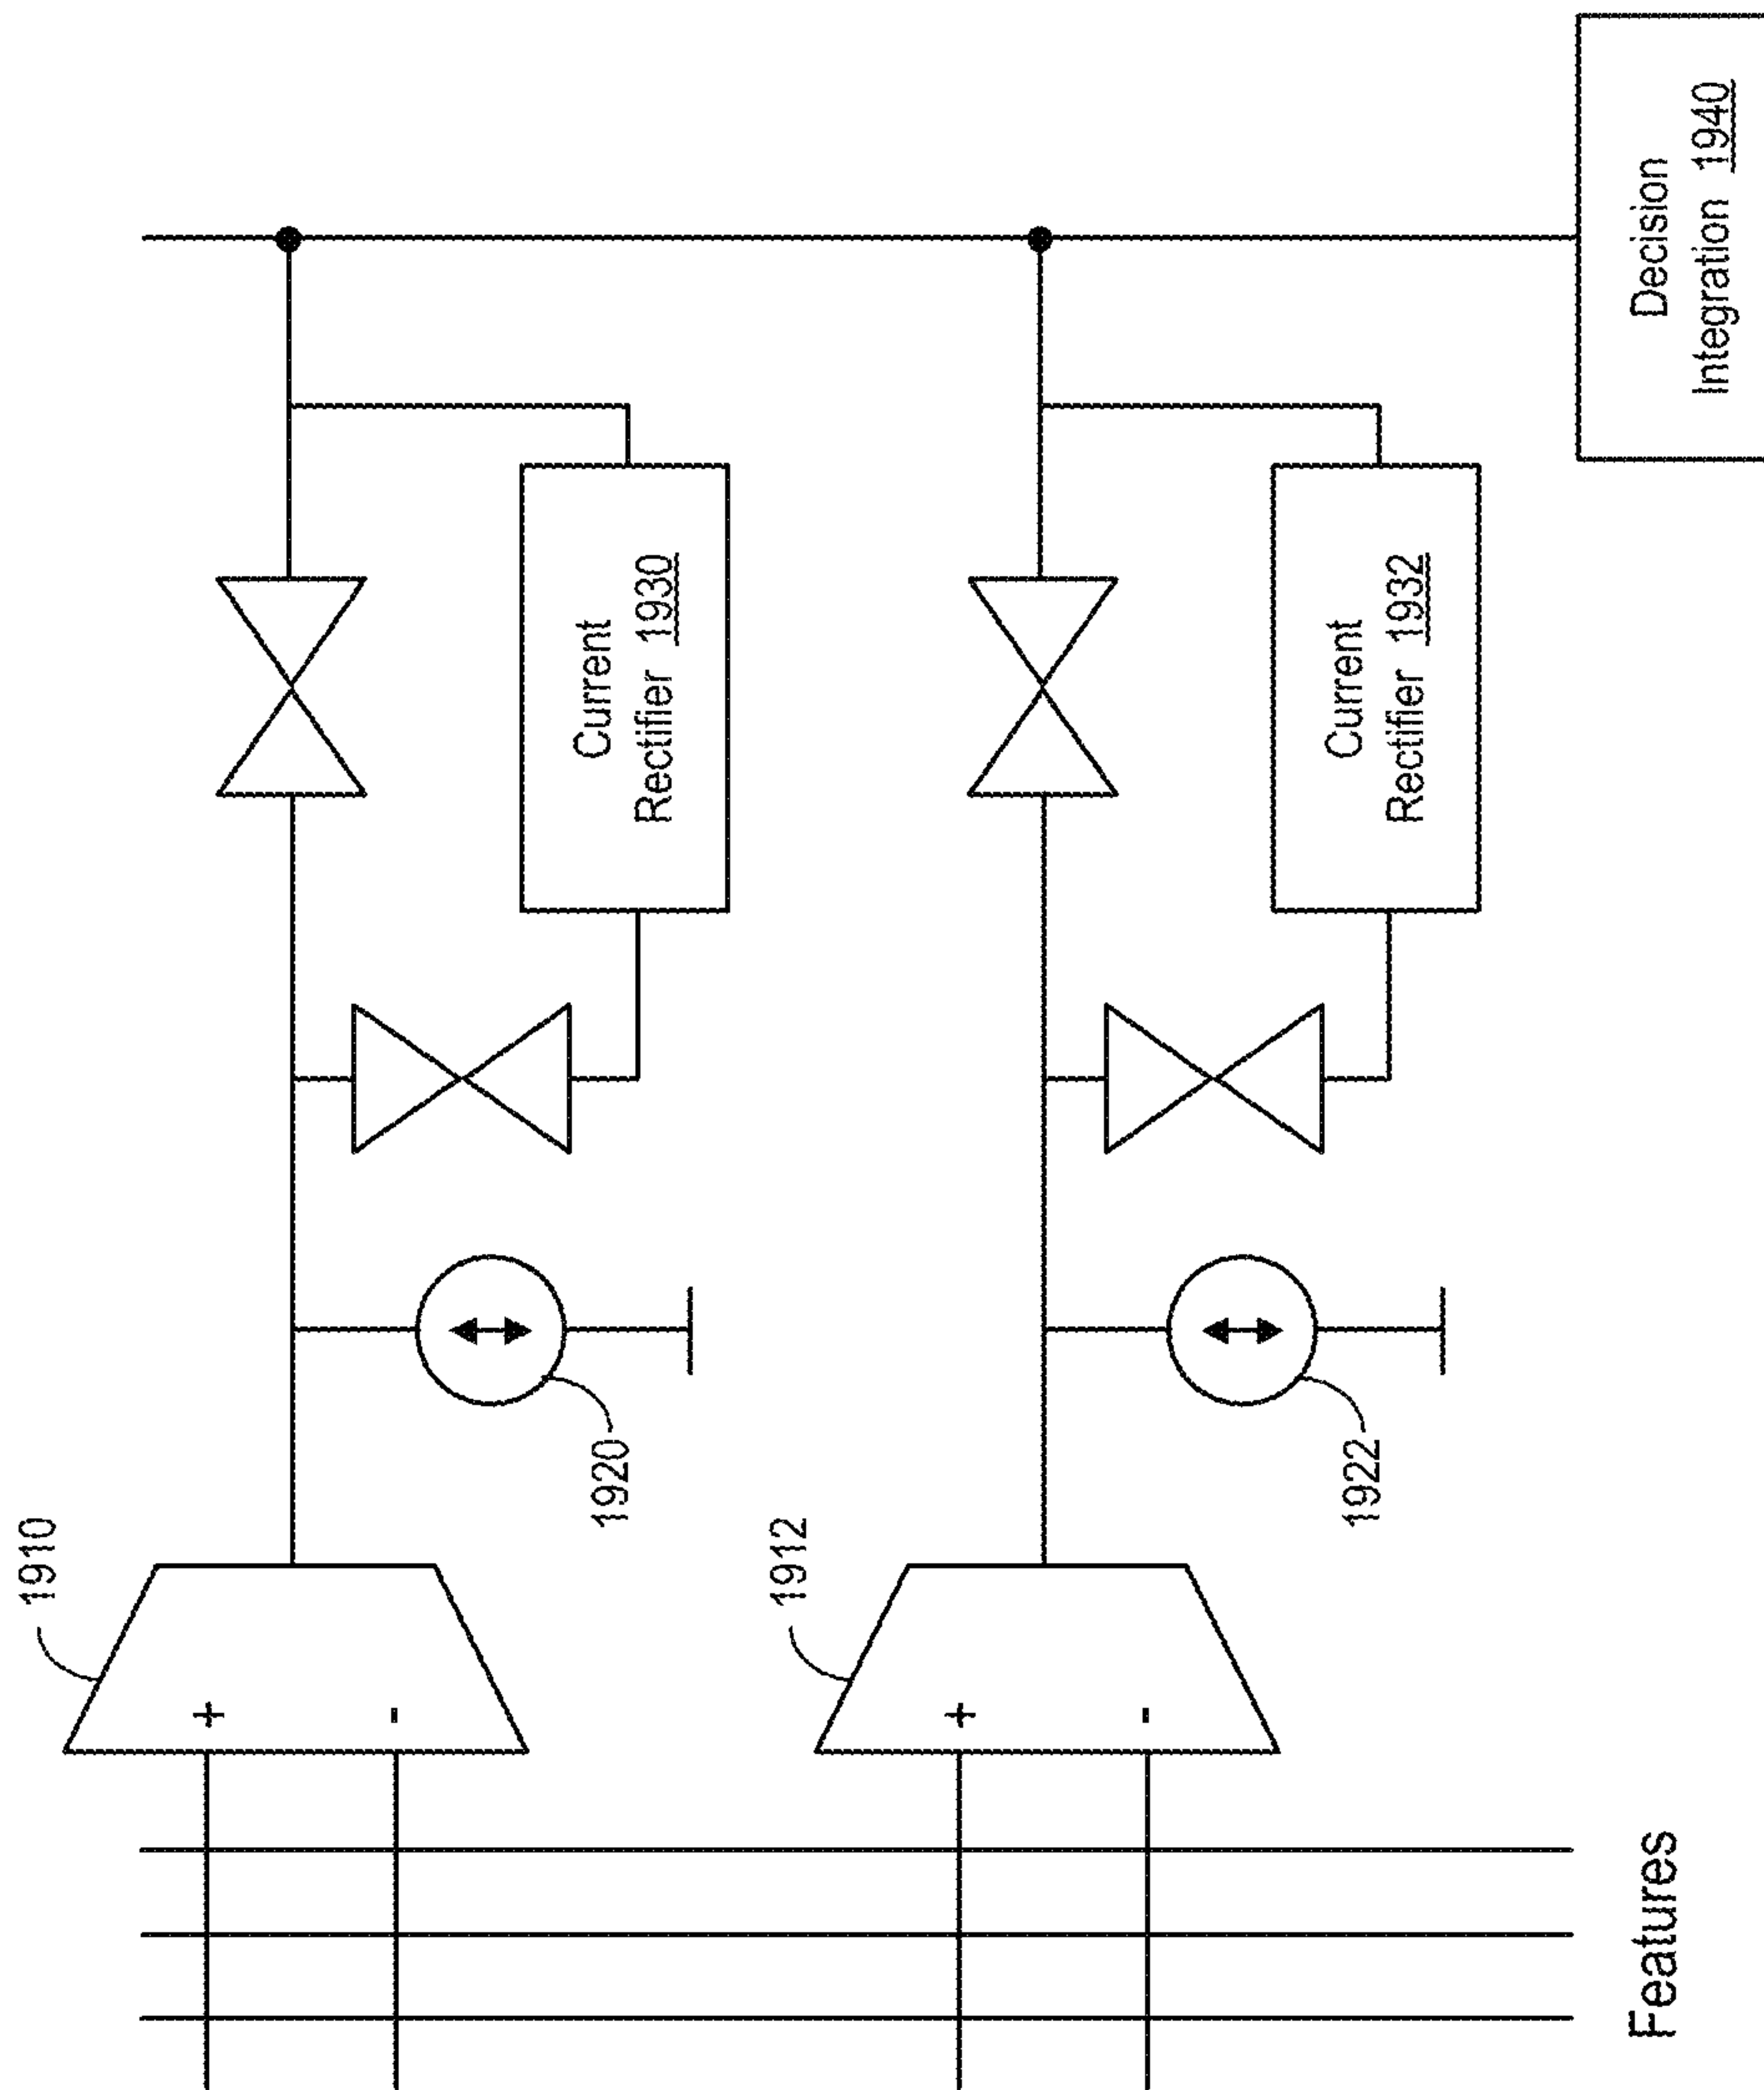 1910
+
-
1920
Current
Rectifier 1930
1912
+
-
1922
Current
Rectifier 1932
Decision
Integration 1940
Features